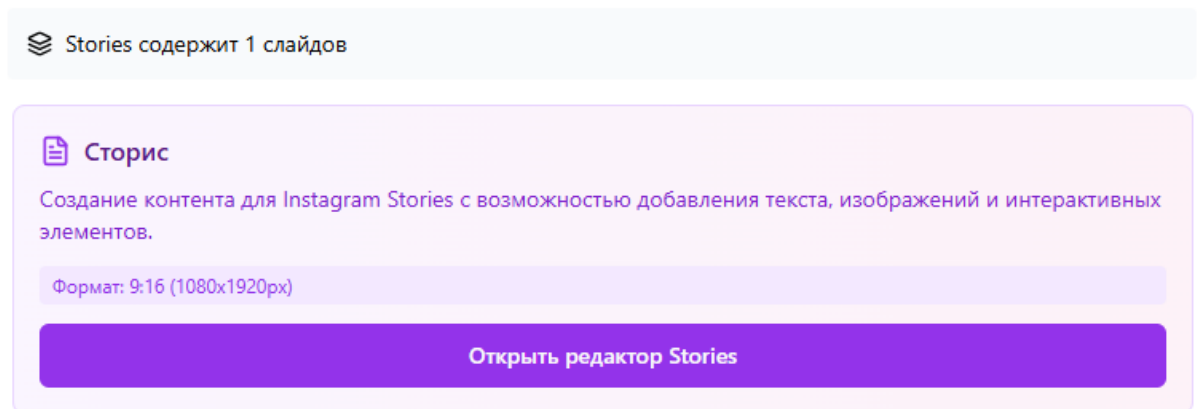 Stories содержит 1 слайдов
Сторис
Создание контента для Instagram Stories с возможностью добавления текста, изображений и интерактивных
элементов.
Формат: 9:16 (1080x1920px)
Открыть редактор Stories